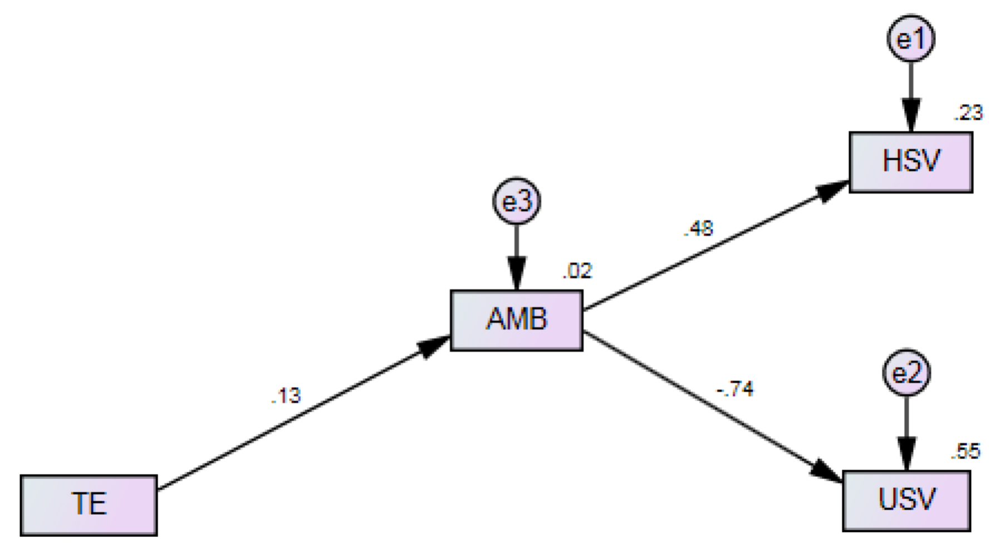 e1
.23
HSV
e3
.48
.02
AMB
e2
-.74
.13
.55
USV
TE